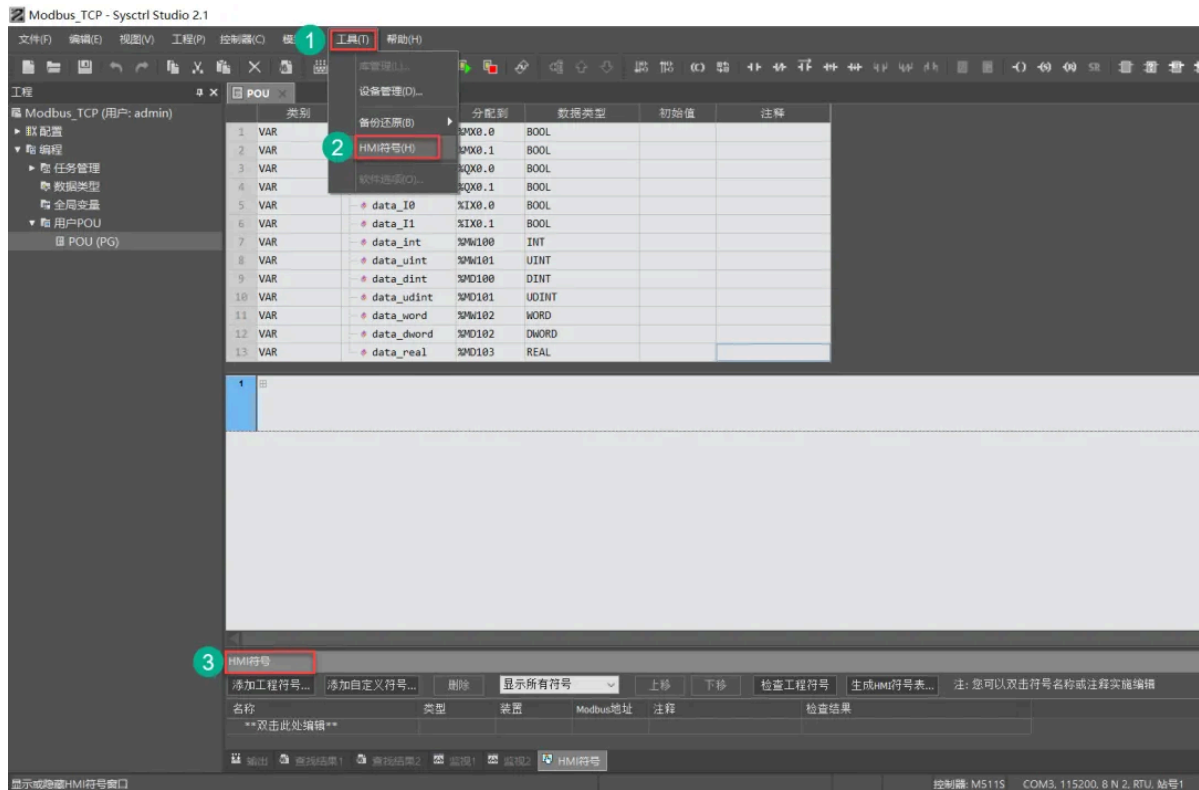 Modbus_TCP - Sysctrl Studio 2.1
文件(F) 编辑(E) 视图(V) 工程(P) 控制器(C) 1 工具(T) 帮助(H)
工程
POU
Modbus_TCP (用户: admin)
配置
编程
任务管理
数据类型
全局变量
用户POU
POU (PG)
库管理(L)...
设备管理(D)...
备份还原(B)
2 HMI符号(H)
软件选项(O)...
类别 分配到 数据类型 初始值 注释
1 VAR %MX0.0 BOOL
2 VAR %MX0.1 BOOL
3 VAR %QX0.0 BOOL
4 VAR %QX0.1 BOOL
5 VAR data_I0 %IX0.0 BOOL
6 VAR data_I1 %IX0.1 BOOL
7 VAR data_int %MW100 INT
8 VAR data_uint %MW101 UINT
9 VAR data_dint %MD100 DINT
10 VAR data_udint %MD101 UDINT
11 VAR data_word %MW102 WORD
12 VAR data_dword %MD102 DWORD
13 VAR data_real %MD103 REAL
1
3 HMI符号
添加工程符号... 添加自定义符号... 删除 显示所有符号 上移 下移 检查工程符号 生成HMI符号表... 注: 您可以双击符号名称或注释实施编辑
名称 类型 装置 Modbus地址 注释 检查结果
**双击此处编辑**
输出 查找结果1 查找结果2 监视1 监视2 HMI符号
显示或隐藏HMI符号窗口 控制器: M511S COM3, 115200, 8 N 2, RTU, 站号1